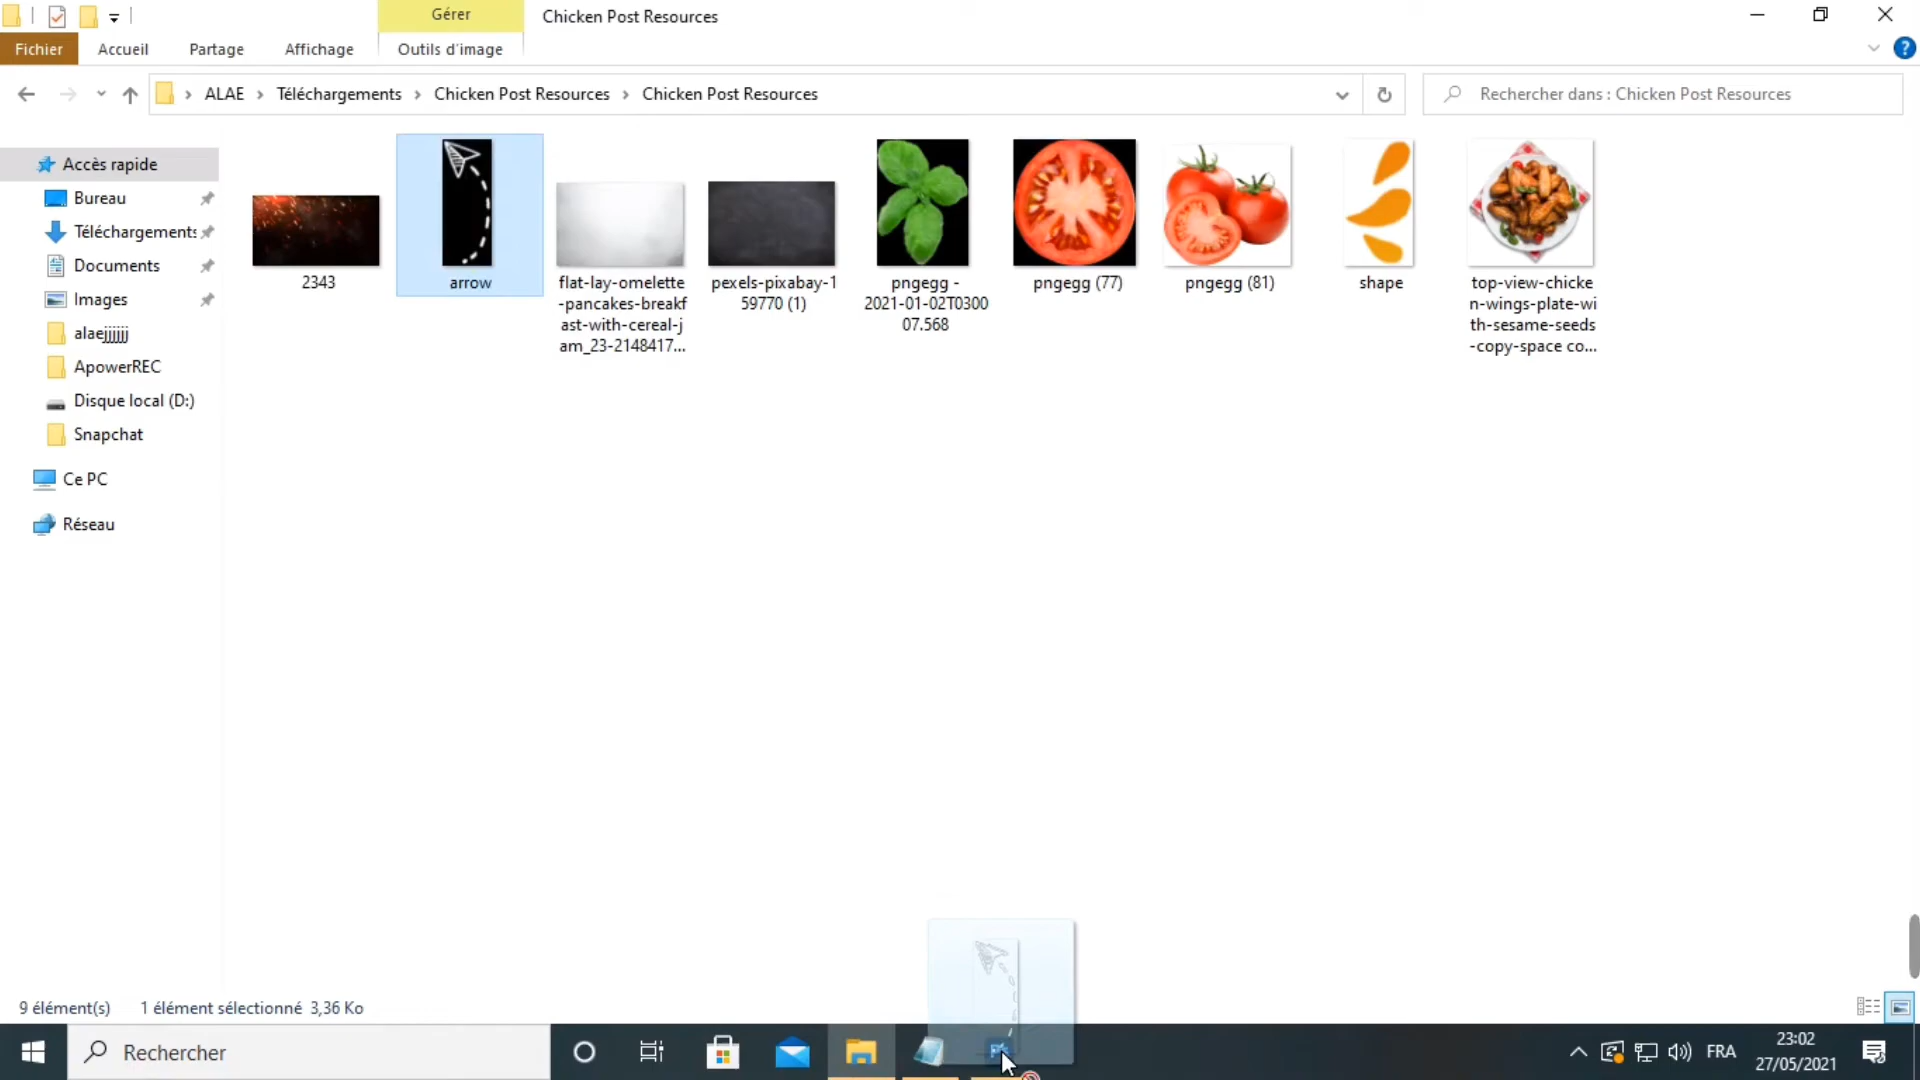 Gérer
Chicken Post Resources
Fichier
Accueil
Partage
Affichage
Outils d'image
ALAE
Téléchargements
Chicken Post Resources
Chicken Post Resources
Rechercher dans : Chicken Post Resources
Accès rapide
Bureau
Téléchargements
Documents
Images
alaejjjjjj
ApowerREC
Disque local (D:)
Snapchat
Ce PC
Réseau
2343
arrow
flat-lay-omelette
-pancakes-breakf
ast-with-cereal-j
am_23-2148417...
pexels-pixabay-1
59770 (1)
pngegg -
2021-01-02T0300
07.568
pngegg (77)
pngegg (81)
shape
top-view-chicke
n-wings-plate-wi
th-sesame-seeds
-copy-space co...
9 élément(s)
1 élément sélectionné 3,36 Ko
Rechercher
FRA
23:02
27/05/2021